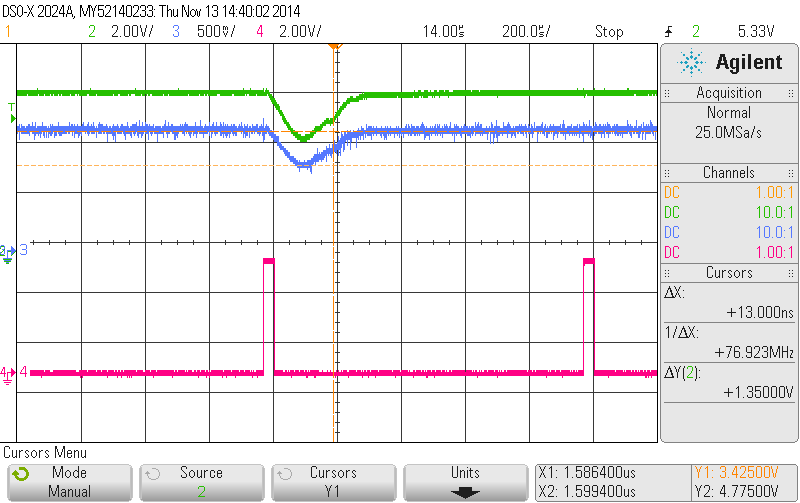 DSO-X 2024A, MY52140233: Thu Nov 13 14:40:02 2014
1 2 2.00V/ 3 500mV/ 4 2.00V/ 14.00s 200.0s/ Stop 2 5.33V
Agilent
Acquisition
Normal
25.0MSa/s
Channels
DC 1.00:1
DC 10.0:1
DC 10.0:1
DC 1.00:1
Cursors
ΔX:
+13.000ns
1/ΔX:
+76.923MHz
ΔY(2):
+1.35000V
T
2 3
4 4
Cursors Menu
Mode
Manual
Source
2
Cursors
Y1
Units
X1: 1.586400us
X2: 1.599400us
Y1: 3.42500V
Y2: 4.77500V